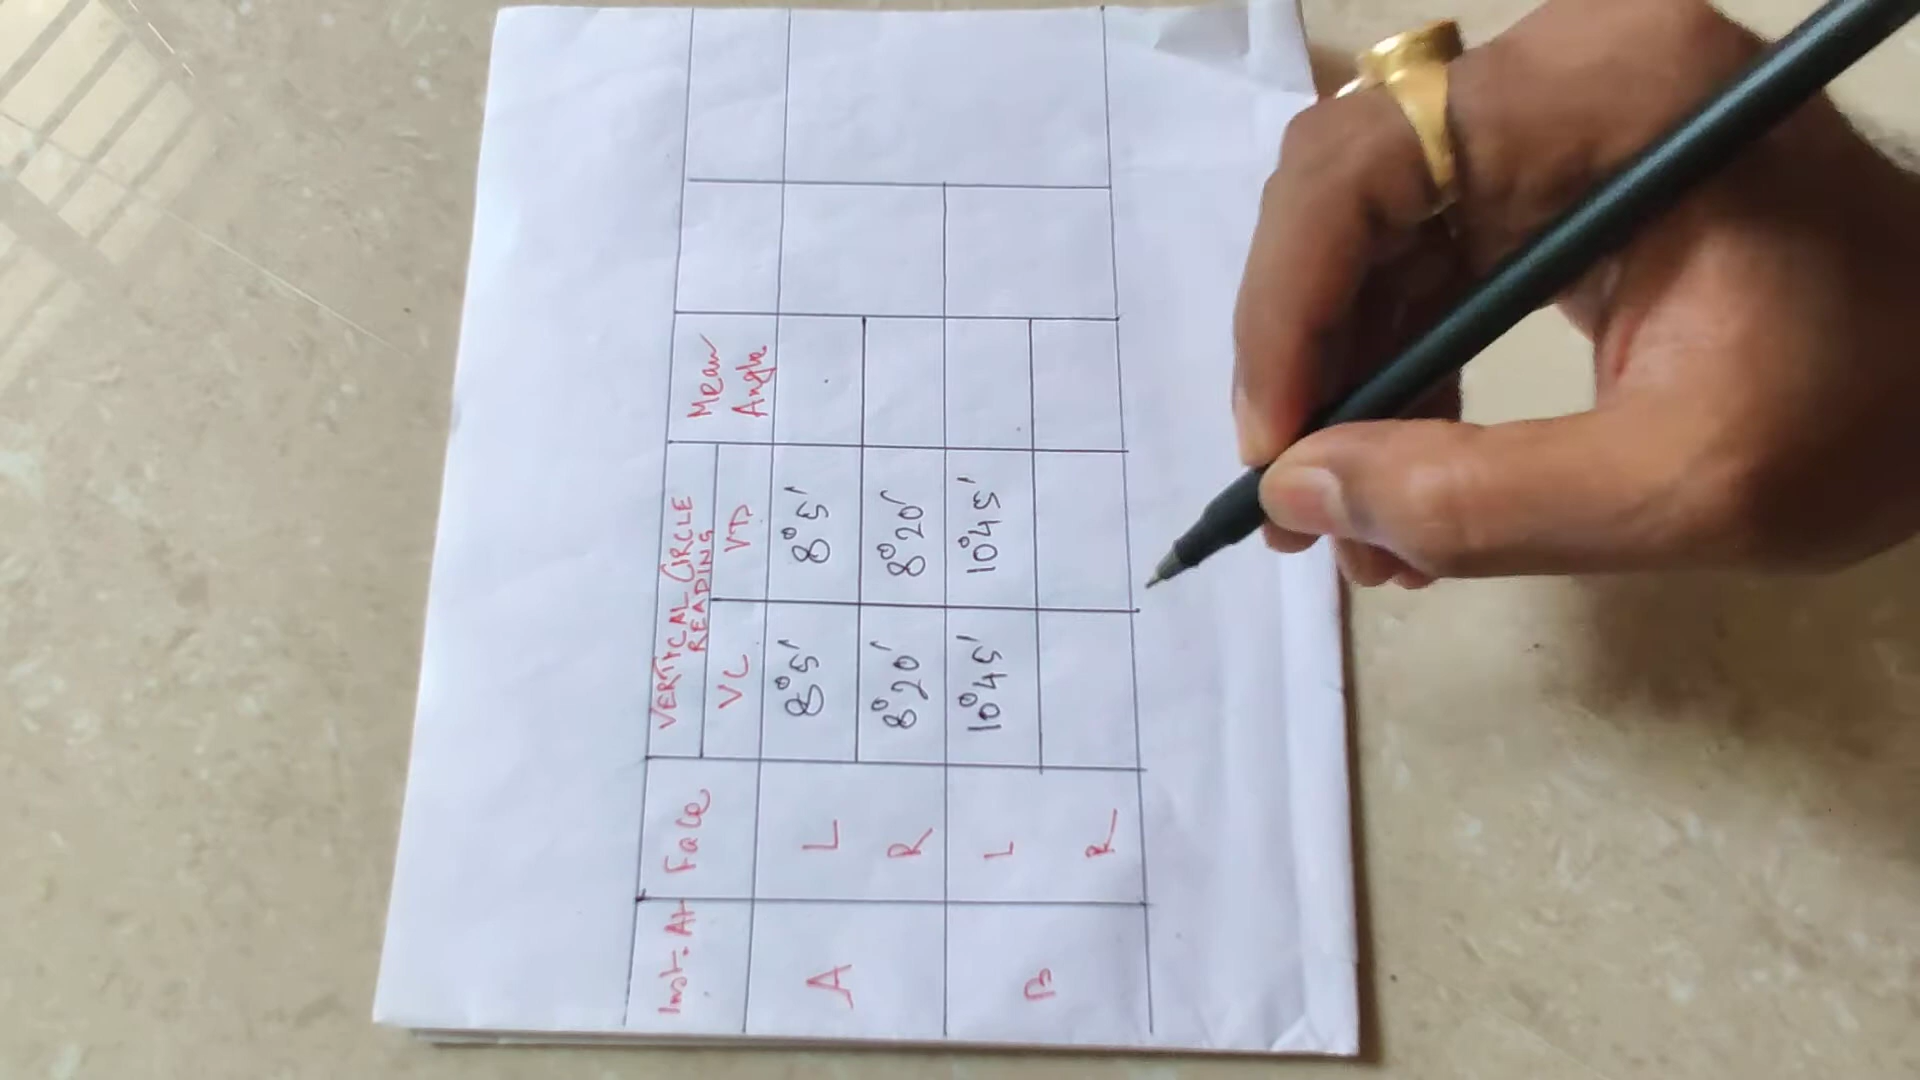 Inst. At Face VERTICAL CIRCLE READING Mean Angle
VC VD
A L 8°5' 8°5'
R 8°20' 8°20'
B L 10°45' 10°45'
R